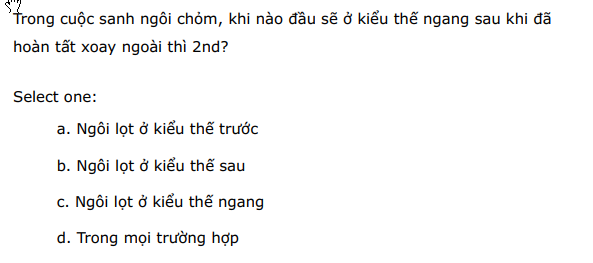 Trong cuộc sanh ngôi chỏm, khi nào đầu sẽ ở kiểu thế ngang sau khi đã
hoàn tất xoay ngoài thì 2nd?
Select one:
a. Ngôi lọt ở kiểu thế trước
b. Ngôi lọt ở kiểu thế sau
c. Ngôi lọt ở kiểu thế ngang
d. Trong mọi trường hợp